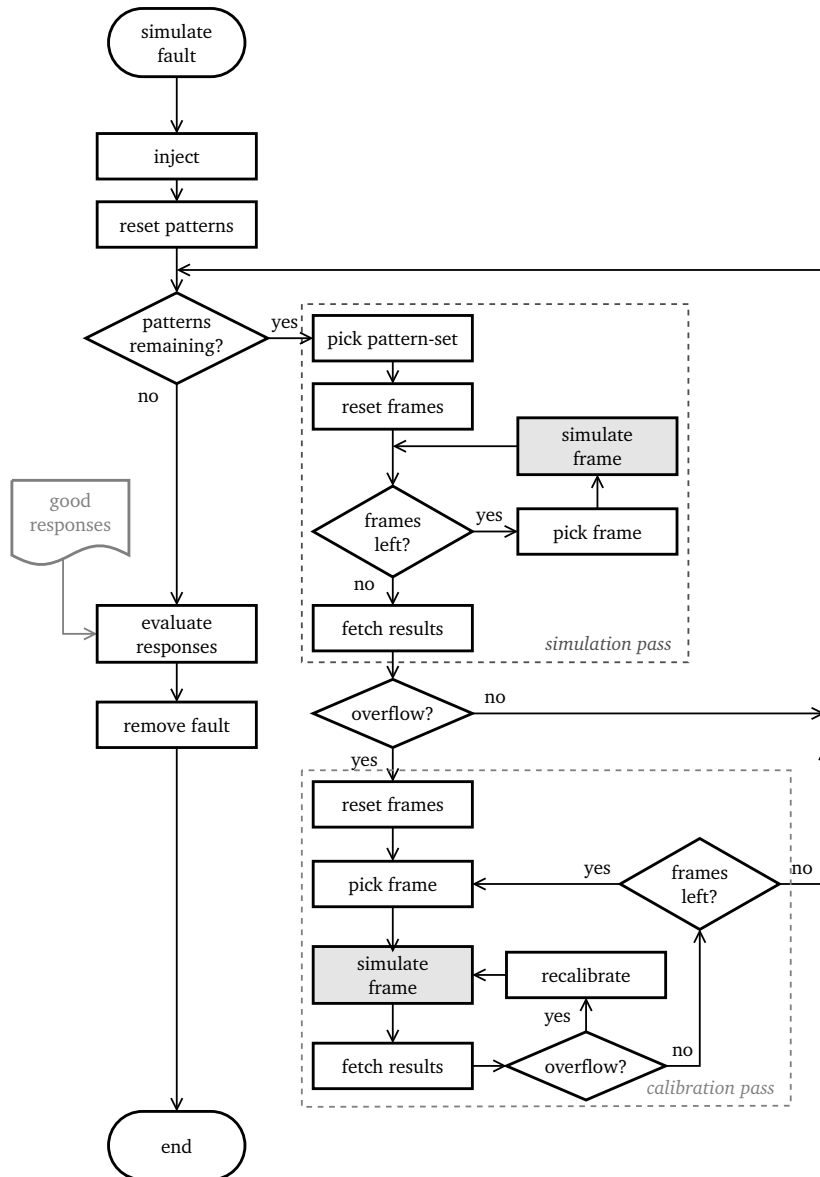 simulate
fault
inject
reset patterns
patterns
remaining?
yes
no
pick pattern-set
reset frames
simulate
frame
frames
left?
yes
pick frame
no
good
responses
evaluate
responses
fetch results
simulation pass
remove fault
overflow?
no
yes
reset frames
pick frame
yes
frames
left?
no
simulate
frame
recalibrate
yes
fetch results
overflow?
no
calibration pass
end